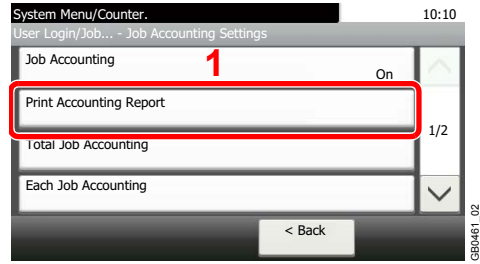 System Menu/Counter. 10:10
User Login/Job... - Job Accounting Settings
Job Accounting 1 On
Print Accounting Report
1/2
Total Job Accounting
Each Job Accounting
< Back
GB0461_02